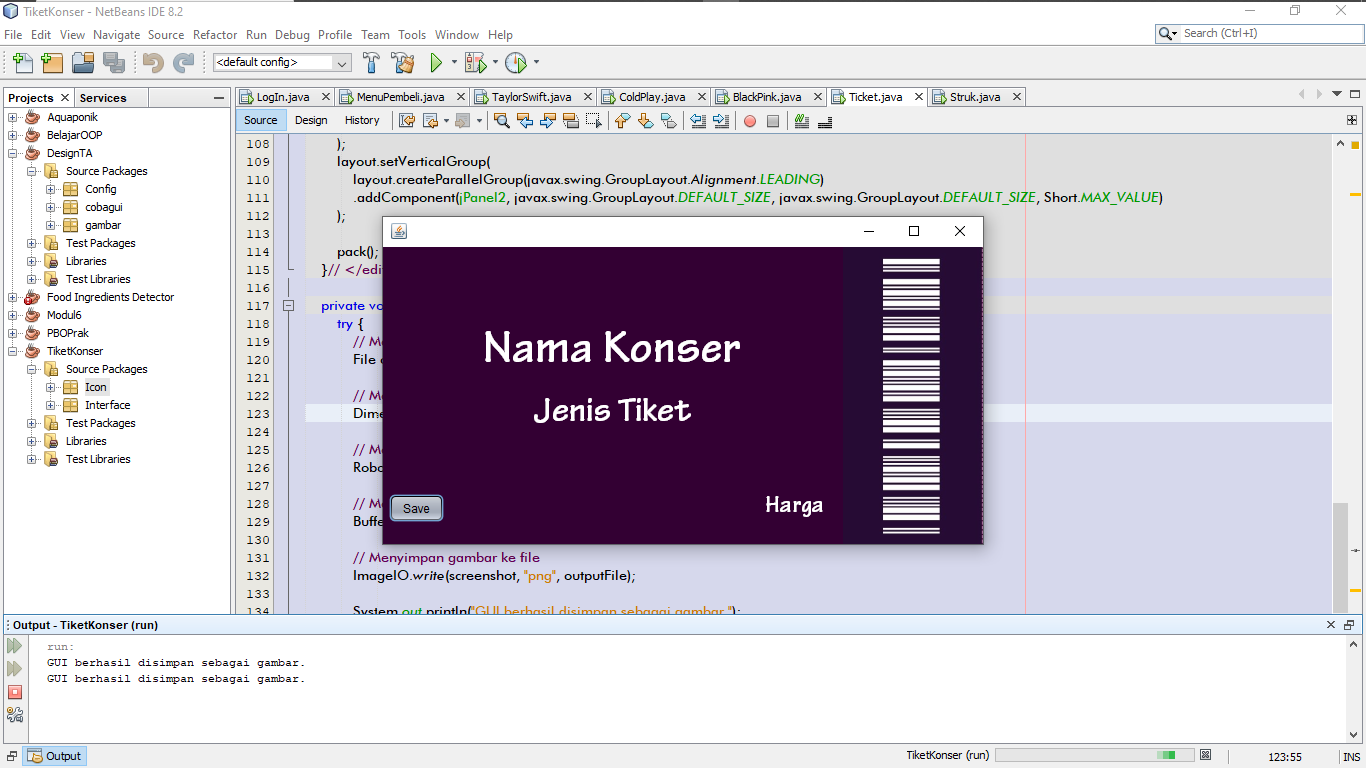 TiketKonser - NetBeans IDE 8.2
File Edit View Navigate Source Refactor Run Debug Profile Team Tools Window Help
Search (Ctrl+I)
<default config>
Projects Services
LogIn.java MenuPembeli.java TaylorSwift.java ColdPlay.java BlackPink.java Ticket.java Struk.java
Source Design History
Aquaponik
BelajarOOP
DesignTA
Source Packages
Config
cobagui
gambar
Test Packages
Libraries
Test Libraries
Food Ingredients Detector
Modul6
PBOPrak
TiketKonser
Source Packages
Icon
Interface
Test Packages
Libraries
Test Libraries
108 );
109 layout.setVerticalGroup(
110 layout.createParallelGroup(javax.swing.GroupLayout.Alignment.LEADING)
111 .addComponent(jPanel2, javax.swing.GroupLayout.DEFAULT_SIZE, javax.swing.GroupLayout.DEFAULT_SIZE, Short.MAX_VALUE)
112 );
113
114 pack();
115 }// </edi
116
117 private vo
118 try {
119 // M
120 File
121
122 // M
123 Dime
124
125 // M
126 Robo
127
128 // M
129 Buffe
130
131 // Menyimpan gambar ke file
132 ImageIO.write(screenshot, "png", outputFile);
133
134 System.out.println("GUI berhasil disimpan sebagai gambar.");
Nama Konser
Jenis Tiket
Save
Harga
Output - TiketKonser (run)
run:
GUI berhasil disimpan sebagai gambar.
GUI berhasil disimpan sebagai gambar.
Output
TiketKonser (run)
123:55
INS